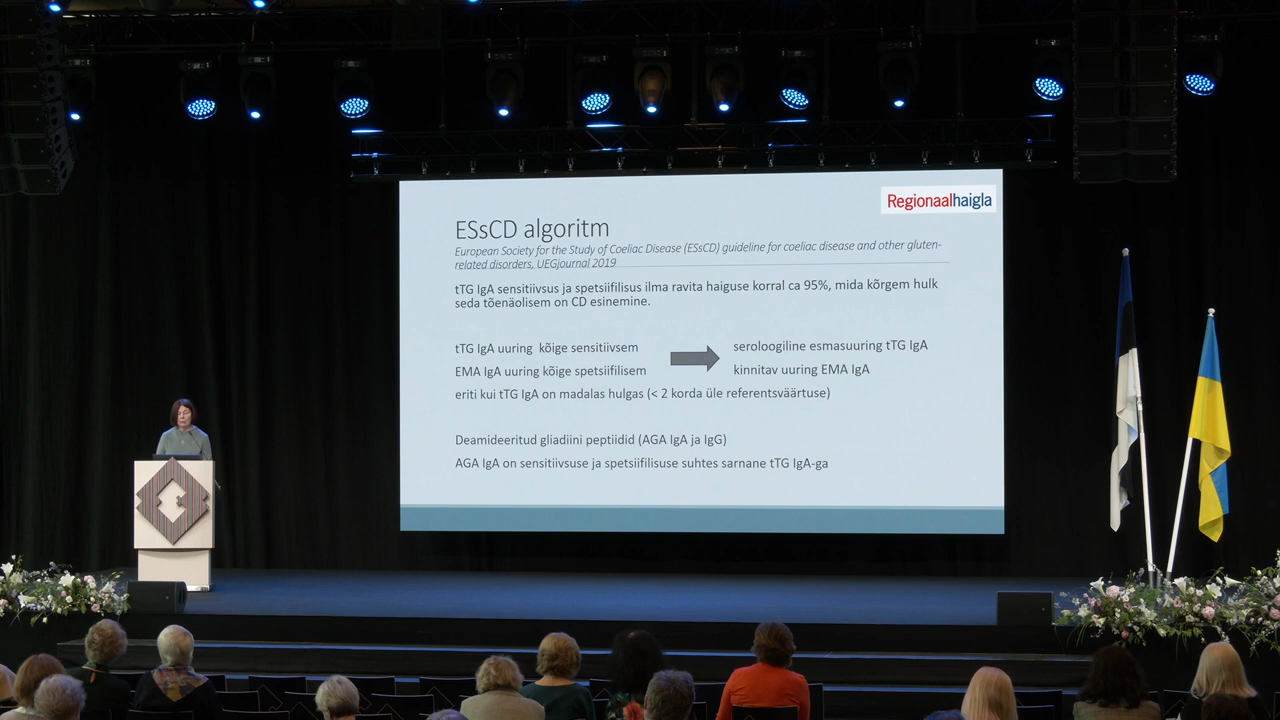 Regionaalhaigla
ESsCD algoritm
European Society for the Study of Coeliac Disease (ESsCD) guideline for coeliac disease and other gluten-
related disorders, UEGjournal 2019
tTG IgA sensitiivsus ja spetsiifilisus ilma ravita haiguse korral ca 95%, mida kõrgem hulk
seda tõenäolisem on CD esinemine.
tTG IgA uuring kõige sensitiivsem
seroloogiline esmasuuring tTG IgA
EMA IgA uuring kõige spetsiifilisem
kinnitav uuring EMA IgA
eriti kui tTG IgA on madalas hulgas (< 2 korda üle referentsväärtuse)
Deamideeritud gliadiini peptiidid (AGA IgA ja IgG)
AGA IgA on sensitiivsuse ja spetsiifilisuse suhtes sarnane tTG IgA-ga